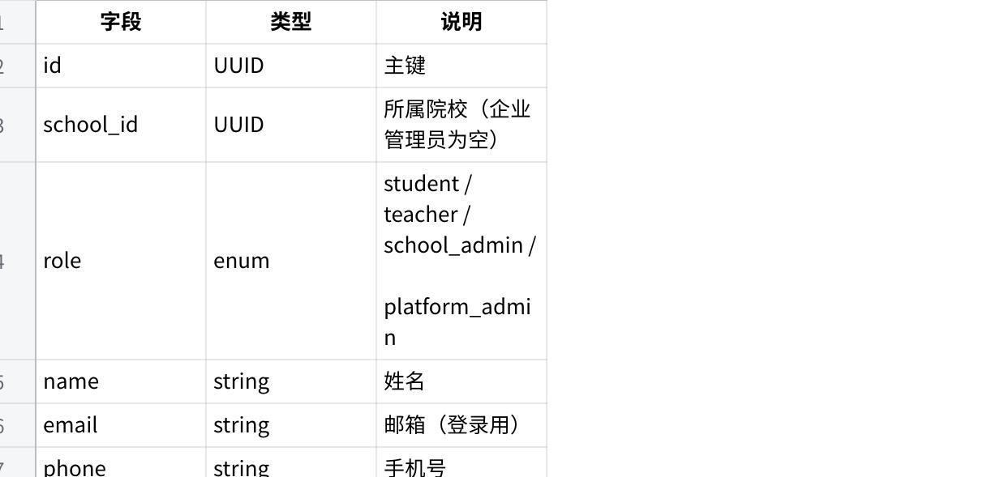 1 字段 类型 说明
2 id UUID 主键
3 school_id UUID 所属院校（企业
管理员为空）
4 role enum student /
teacher /
school_admin /
platform_admi
n
5 name string 姓名
6 email string 邮箱（登录用）
7 phone string 手机号